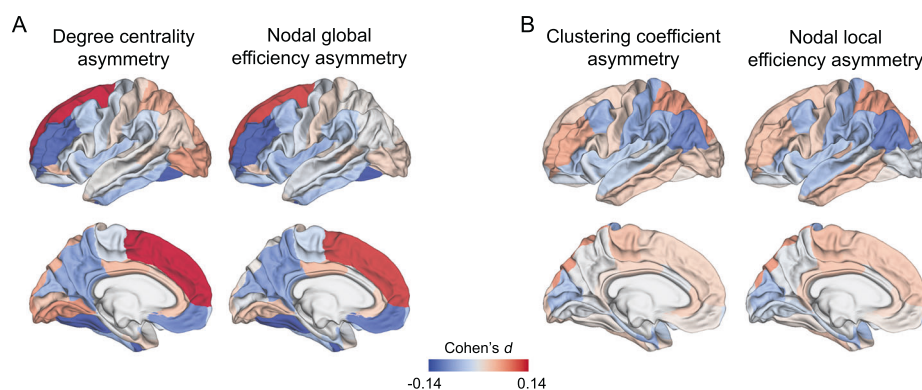 A
Degree centrality
asymmetry
Nodal global
efficiency asymmetry
B
Clustering coefficient
asymmetry
Nodal local
efficiency asymmetry
Cohen's d
-0.14
0.14